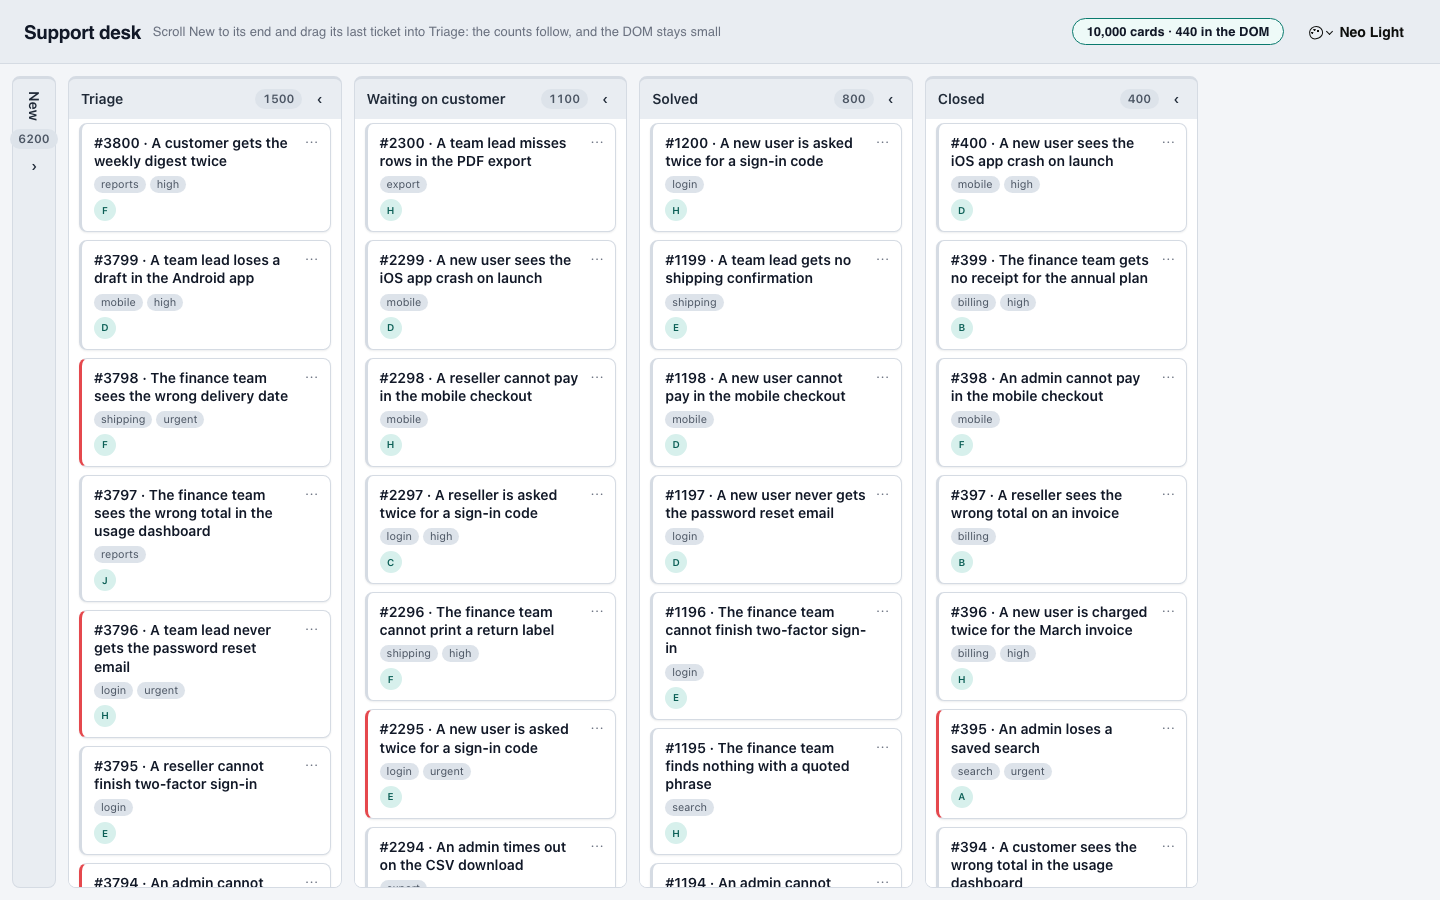 Support desk
Scroll New to its end and drag its last ticket into Triage: the counts follow, and the DOM stays small
10,000 cards · 440 in the DOM
Neo Light
New
6200
Triage
1500
#3800 · A customer gets the
weekly digest twice
reports high
F
#3799 · A team lead loses a
draft in the Android app
mobile high
D
#3798 · The finance team
sees the wrong delivery date
shipping urgent
F
#3797 · The finance team
sees the wrong total in the
usage dashboard
reports
J
#3796 · A team lead never
gets the password reset
email
login urgent
H
#3795 · A reseller cannot
finish two-factor sign-in
login
E
#3794 · An admin cannot
Waiting on customer
1100
#2300 · A team lead misses
rows in the PDF export
export
H
#2299 · A new user sees the
iOS app crash on launch
mobile
D
#2298 · A reseller cannot pay
in the mobile checkout
mobile
H
#2297 · A reseller is asked
twice for a sign-in code
login high
C
#2296 · The finance team
cannot print a return label
shipping high
F
#2295 · A new user is asked
twice for a sign-in code
login urgent
E
#2294 · An admin times out
on the CSV download
export
Solved
800
#1200 · A new user is asked
twice for a sign-in code
login
H
#1199 · A team lead gets no
shipping confirmation
shipping
E
#1198 · A new user cannot
pay in the mobile checkout
mobile
D
#1197 · A new user never gets
the password reset email
login
D
#1196 · The finance team
cannot finish two-factor sign-
in
login
E
#1195 · The finance team
finds nothing with a quoted
phrase
search
H
#1194 · An admin cannot
Closed
400
#400 · A new user sees the
iOS app crash on launch
mobile high
D
#399 · The finance team gets
no receipt for the annual plan
billing high
B
#398 · An admin cannot pay
in the mobile checkout
mobile
F
#397 · A reseller sees the
wrong total on an invoice
billing
B
#396 · A new user is charged
twice for the March invoice
billing high
H
#395 · An admin loses a
saved search
search urgent
A
#394 · A customer sees the
wrong total in the usage
dashboard